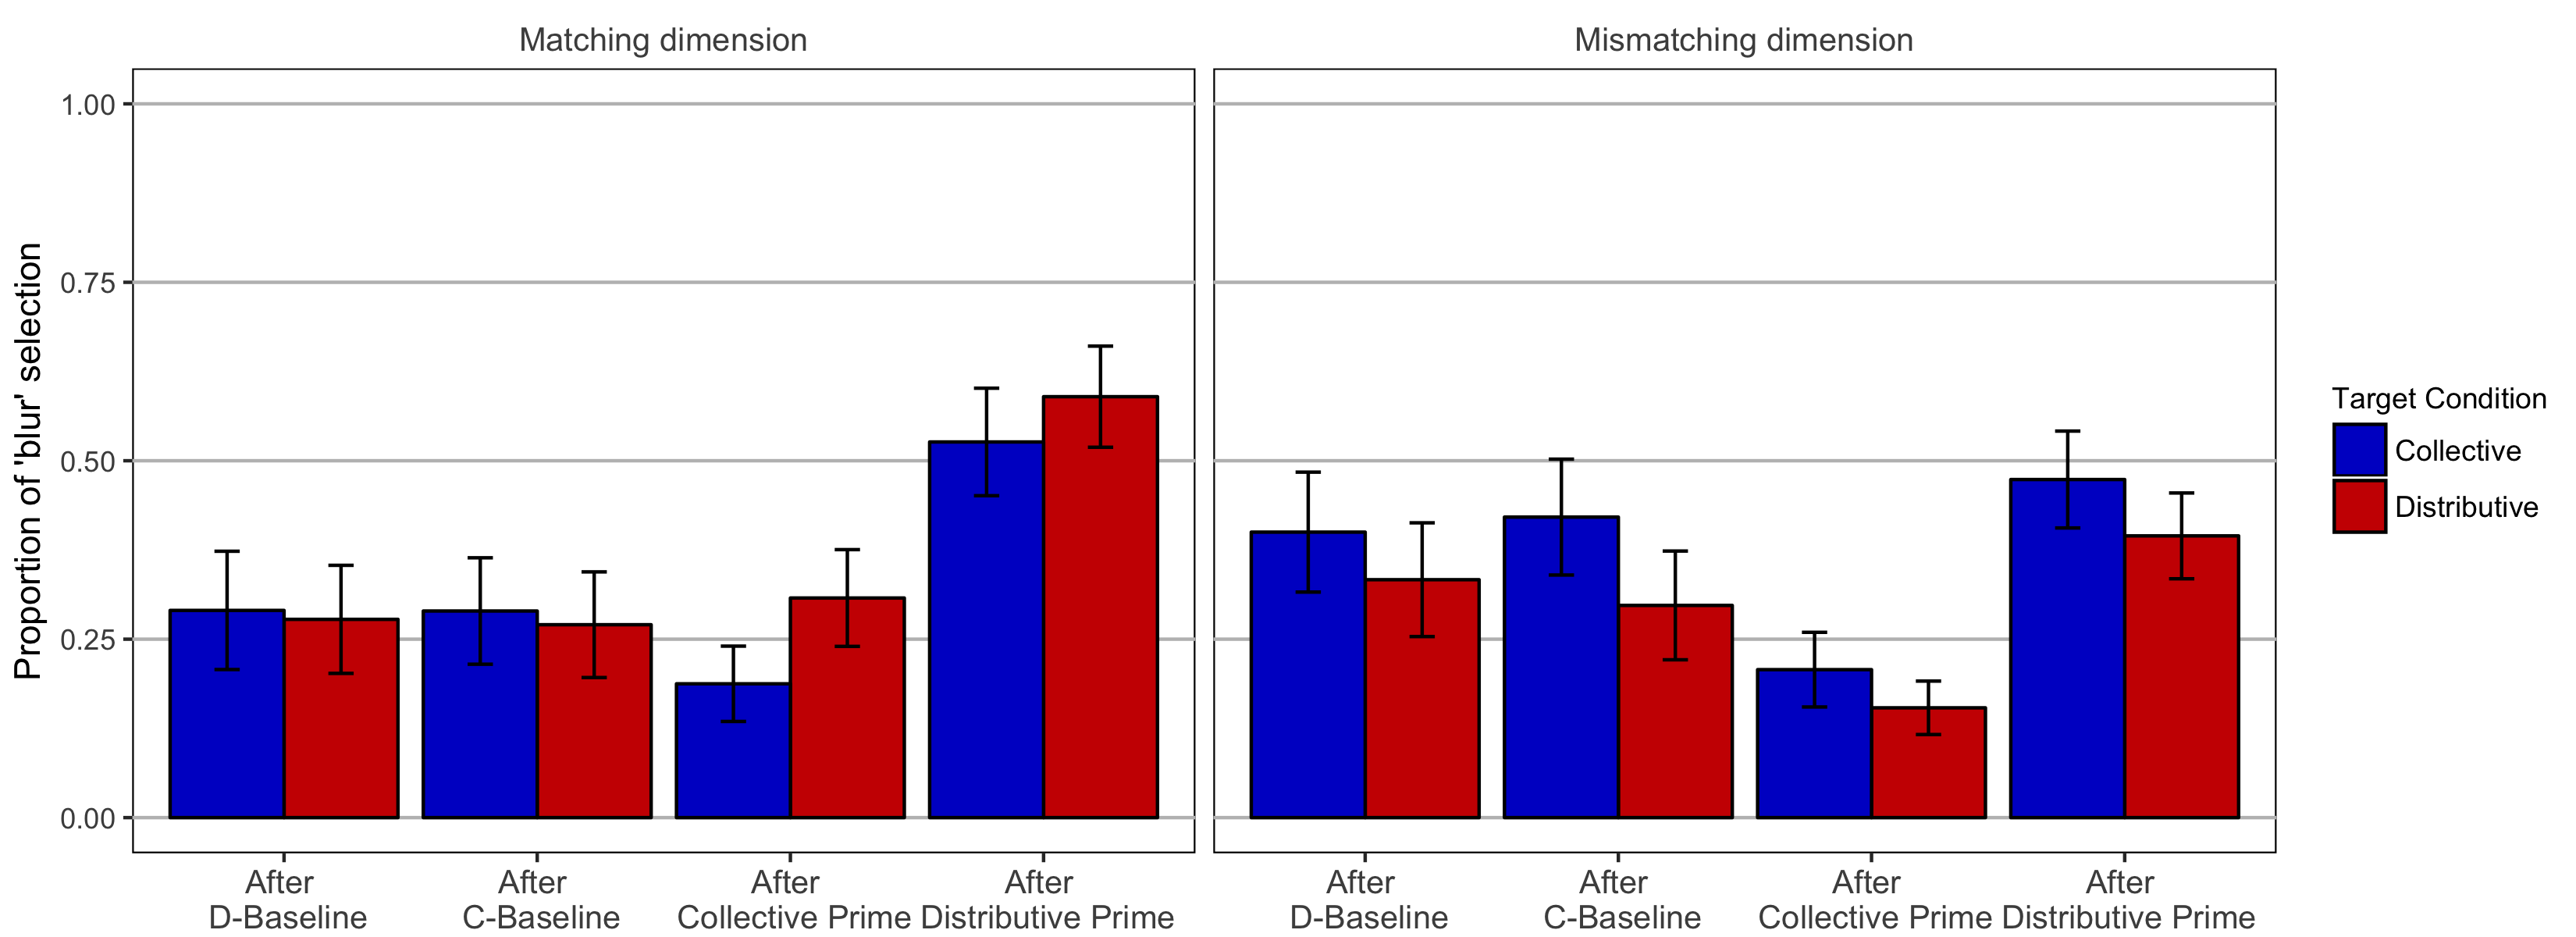 Matching dimension
Mismatching dimension
Proportion of 'blur' selection
1.00
0.75
0.50
0.25
0.00
After
D-Baseline
After
C-Baseline
After
Collective Prime
After
Distributive Prime
After
D-Baseline
After
C-Baseline
After
Collective Prime
After
Distributive Prime
Target Condition
Collective
Distributive